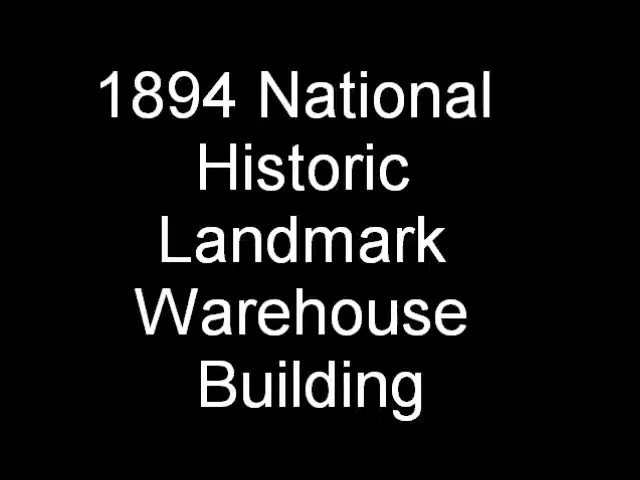 1894 National
Historic
Landmark
Warehouse
Building